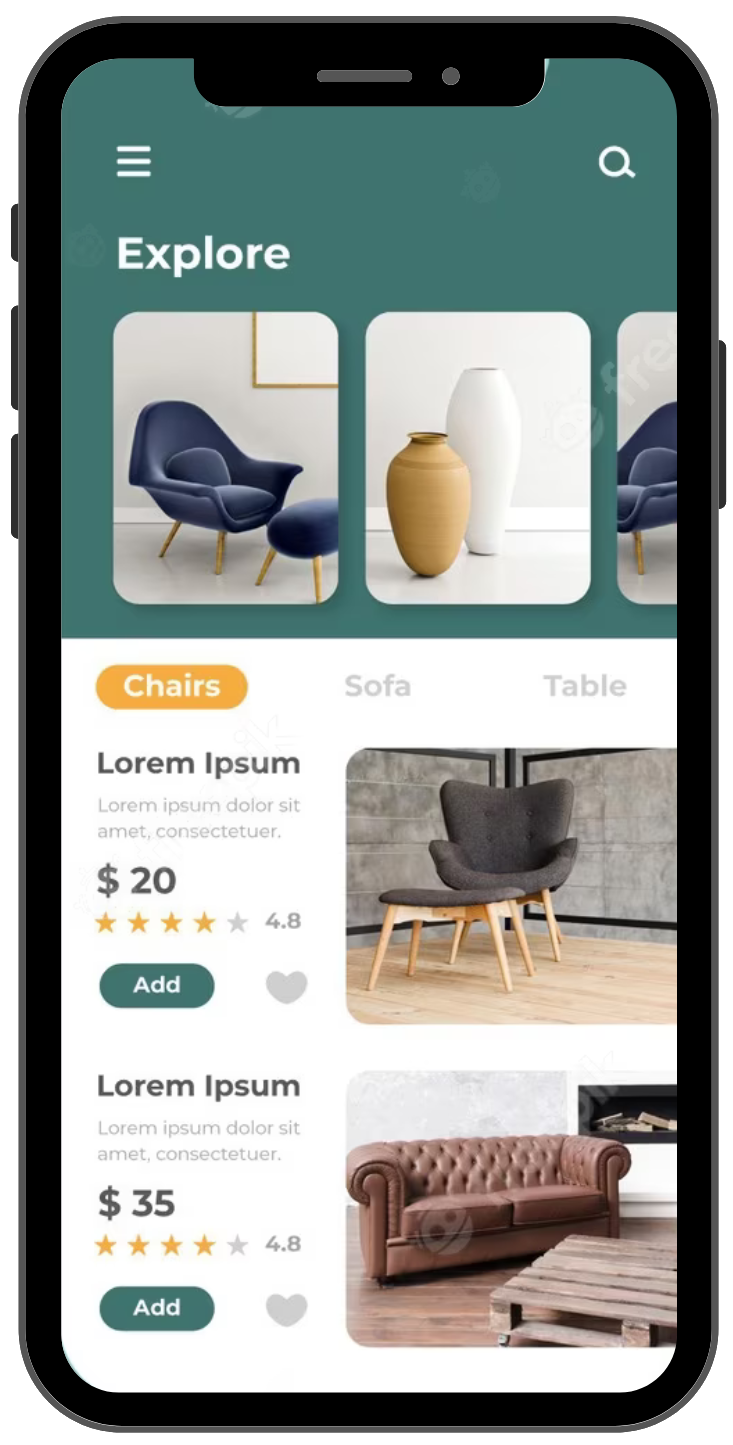 Explore
Chairs
Sofa
Table
Lorem Ipsum
Lorem ipsum dolor sit
amet, consectetuer.
$ 20
4.8
Add
Lorem Ipsum
Lorem ipsum dolor sit
amet, consectetuer.
$ 35
4.8
Add